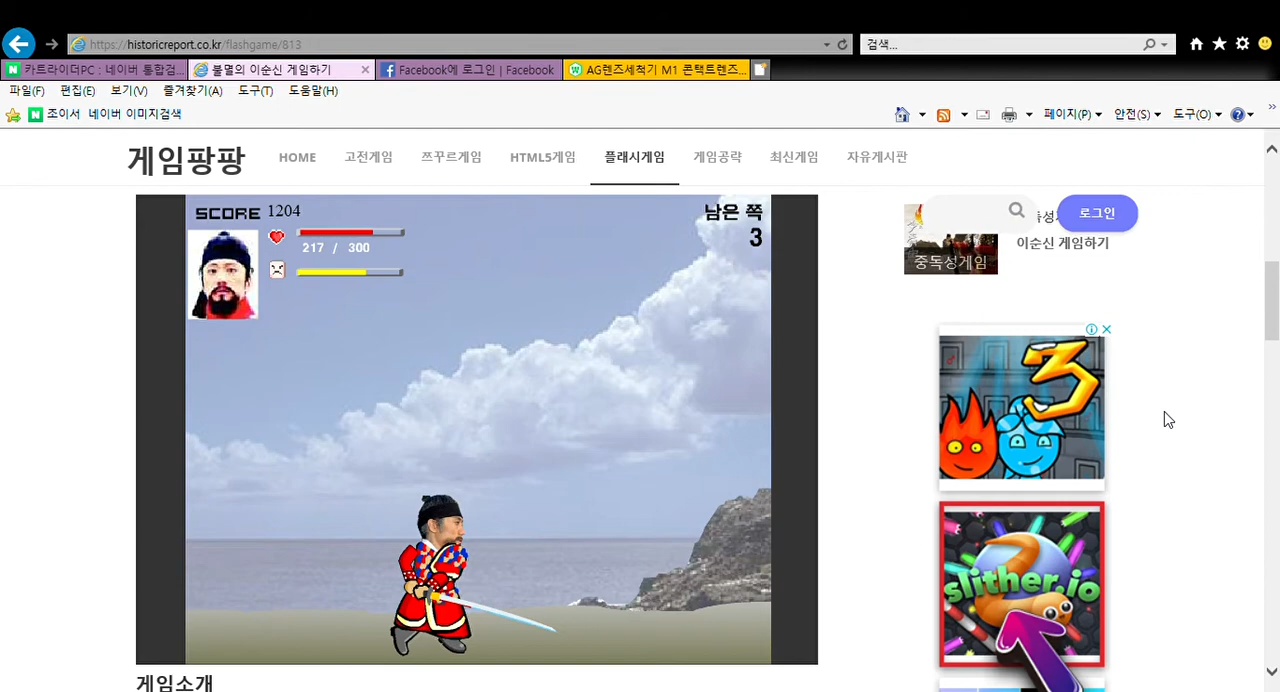 https://historicreport.co.kr/flashgame/813
검색...
카트라이더PC : 네이버 통합검...
불멸의 이순신 게임하기
Facebook에 로그인 | Facebook
AG렌즈세척기 M1 콘택트렌즈...
파일(F) 편집(E) 보기(V) 즐겨찾기(A) 도구(T) 도움말(H)
조이서 네이버 이미지검색
페이지(P) 안전(S) 도구(O)
게임팡팡
HOME 고전게임 쯔꾸르게임 HTML5게임 플래시게임 게임공략 최신게임 자유게시판
SCORE 1204
남은 쪽
3
217 / 300
로그인
이순신 게임하기
중독성게임
3
slither.io
게임소개